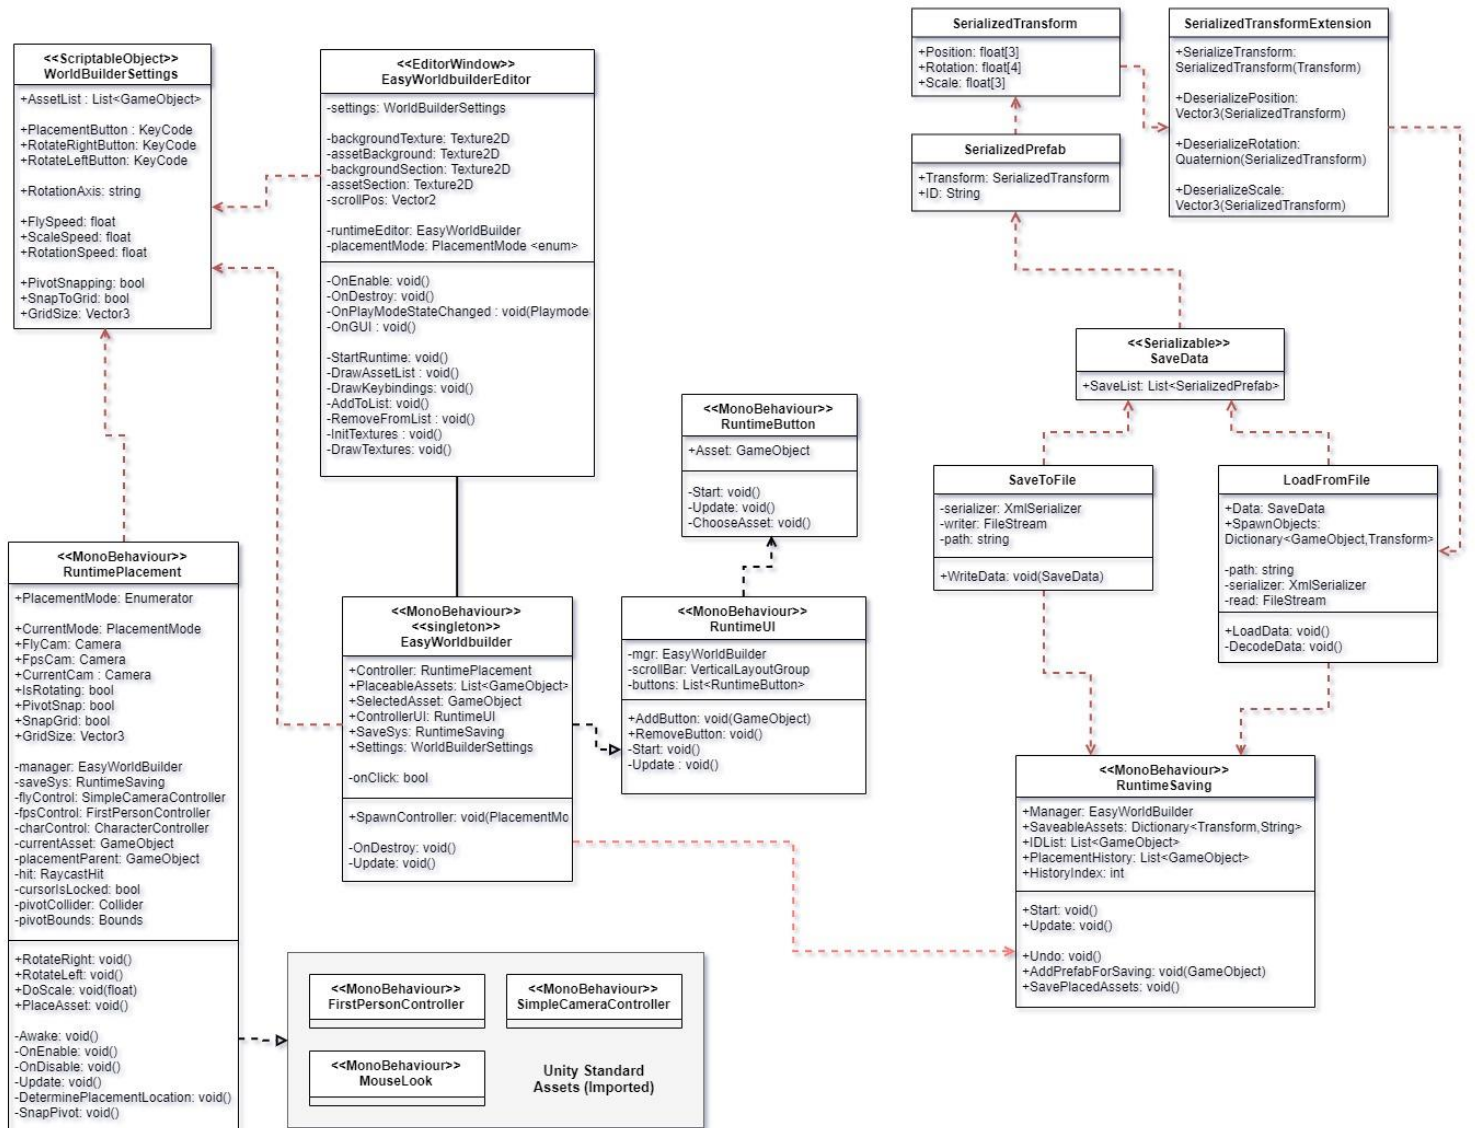 <<ScriptableObject>>
WorldBuilderSettings
+AssetList : List<GameObject>
+PlacementButton : KeyCode
+RotateRightButton: KeyCode
+RotateLeftButton: KeyCode
+RotationAxis: string
+FlySpeed: float
+ScaleSpeed: float
+RotationSpeed: float
+PivotSnapping: bool
+SnapToGrid: bool
+GridSize: Vector3
<<EditorWindow>>
EasyWorldbuilderEditor
-settings: WorldBuilderSettings
-backgroundTexture: Texture2D
-assetBackground: Texture2D
-backgroundSection: Texture2D
-assetSection: Texture2D
-scrollPos: Vector2
-runtimeEditor: EasyWorldBuilder
-placementMode: PlacementMode <enum>
-OnEnable: void()
-OnDestroy: void()
-OnPlayModeStateChanged : void(Playmode
-OnGUI : void()
-StartRuntime: void()
-DrawAssetList : void()
-DrawKeybindings: void()
-AddToList: void()
-RemoveFromList : void()
-InitTextures : void()
-DrawTextures: void()
SerializedTransform
+Position: float[3]
+Rotation: float[4]
+Scale: float[3]
SerializedTransformExtension
+SerializeTransform:
SerializedTransform(Transform)
+DeserializePosition:
Vector3(SerializedTransform)
+DeserializeRotation:
Quaternion(SerializedTransform)
+DeserializeScale:
Vector3(SerializedTransform)
SerializedPrefab
+Transform: SerializedTransform
+ID: String
<<Serializable>>
SaveData
+SaveList: List<SerializedPrefab>
<<MonoBehaviour>>
RuntimeButton
+Asset: GameObject
-Start: void()
-Update: void()
-ChooseAsset: void()
SaveToFile
-serializer: XmlSerializer
-writer: FileStream
-path: string
+WriteData: void(SaveData)
LoadFromFile
+Data: SaveData
+SpawnObjects:
Dictionary<GameObject,Transform>
-path: string
-serializer: XmlSerializer
-read: FileStream
+LoadData: void()
-DecodeData: void()
<<MonoBehaviour>>
RuntimePlacement
+PlacementMode: Enumerator
+CurrentMode: PlacementMode
+FlyCam: Camera
+FpsCam: Camera
+CurrentCam : Camera
+IsRotating: bool
+PivotSnap: bool
+SnapGrid: bool
+GridSize: Vector3
-manager: EasyWorldBuilder
-saveSys: RuntimeSaving
-flyControl: SimpleCameraController
-fpsControl: FirstPersonController
-charControl: CharacterController
-currentAsset: GameObject
-placementParent: GameObject
-hit: RaycastHit
-cursorIsLocked: bool
-pivotCollider: Collider
-pivotBounds: Bounds
+RotateRight: void()
+RotateLeft: void()
+DoScale: void(float)
+PlaceAsset: void()
-Awake: void()
-OnEnable: void()
-OnDisable: void()
-Update: void()
-DeterminePlacementLocation: void()
-SnapPivot: void()
<<MonoBehaviour>>
<<singleton>>
EasyWorldbuilder
+Controller: RuntimePlacement
+PlaceableAssets: List<GameObject>
+SelectedAsset: GameObject
+ControllerUI: RuntimeUI
+SaveSys: RuntimeSaving
+Settings: WorldBuilderSettings
-onClick: bool
+SpawnController: void(PlacementMo
-OnDestroy: void()
-Update: void()
<<MonoBehaviour>>
RuntimeUI
-mgr: EasyWorldBuilder
-scrollBar: VerticalLayoutGroup
-buttons: List<RuntimeButton>
+AddButton: void(GameObject)
+RemoveButton: void()
-Start: void()
-Update : void()
<<MonoBehaviour>>
RuntimeSaving
+Manager: EasyWorldBuilder
+SaveableAssets: Dictionary<Transform,String>
+IDList: List<GameObject>
+PlacementHistory: List<GameObject>
+HistoryIndex: int
+Start: void()
+Update: void()
+Undo: void()
+AddPrefabForSaving: void(GameObject)
+SavePlacedAssets: void()
<<MonoBehaviour>>
FirstPersonController
<<MonoBehaviour>>
SimpleCameraController
<<MonoBehaviour>>
MouseLook
Unity Standard
Assets (Imported)